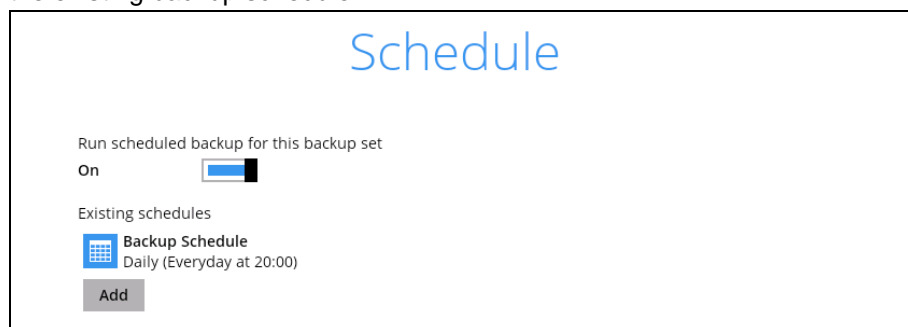 Schedule
Run scheduled backup for this backup set
On
Existing schedules
Backup Schedule
Daily (Everyday at 20:00)
Add